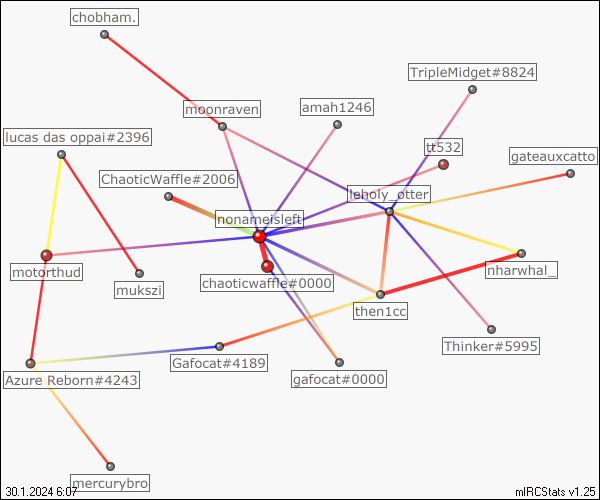 chobham.
TripleMidget#8824
moonraven
amah1246
lucas das oppai#2396
tt532
gateauxcatto
ChaoticWaffle#2006
leholy_otter
nonameisleft
motorthud
mukszi
chaoticwaffle#0000
nharwhal_
then1cc
Thinker#5995
Azure Reborn#4243
Gafocat#4189
gafocat#0000
mercurybro
30.1.2024 6:07
mIRCStats v1.25